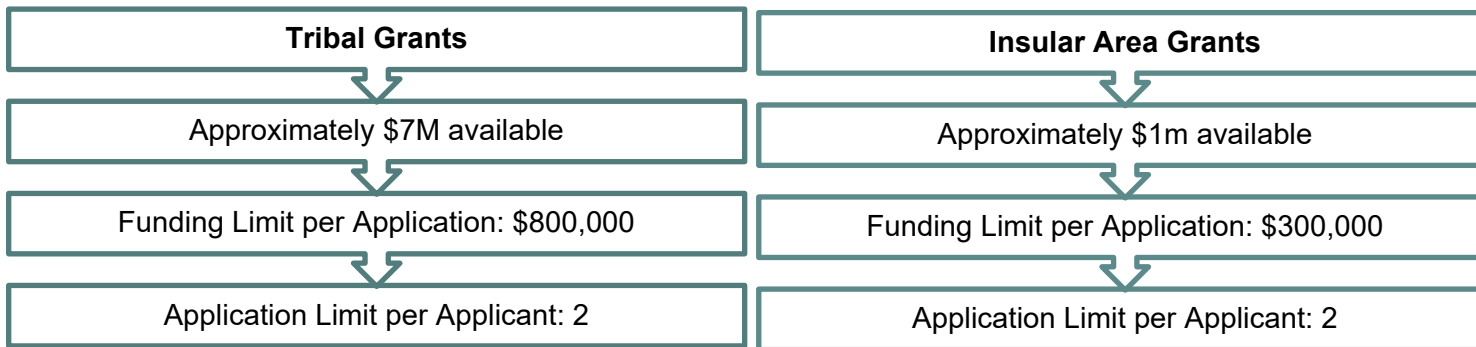 Tribal Grants
Approximately $7M available
Funding Limit per Application: $800,000
Application Limit per Applicant: 2
Insular Area Grants
Approximately $1m available
Funding Limit per Application: $300,000
Application Limit per Applicant: 2